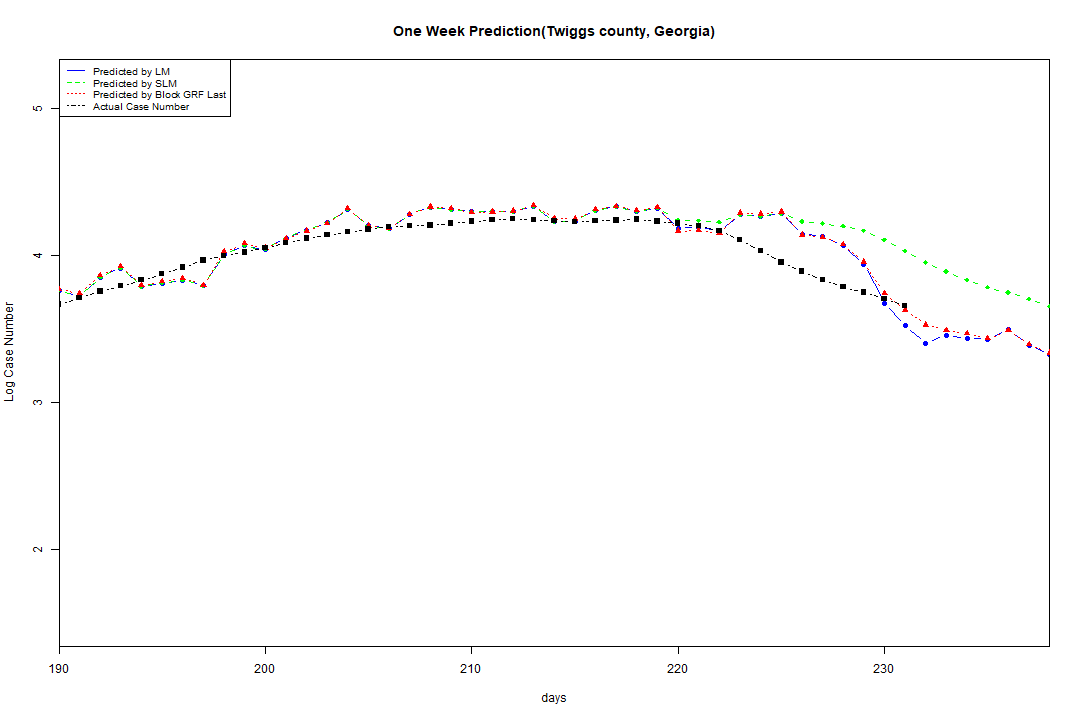 One Week Prediction(Twiggs county, Georgia)
Predicted by LM
Predicted by SLM
Predicted by Block GRF Last
Actual Case Number
5
4
3
2
Log Case Number
190 200 210 220 230
days